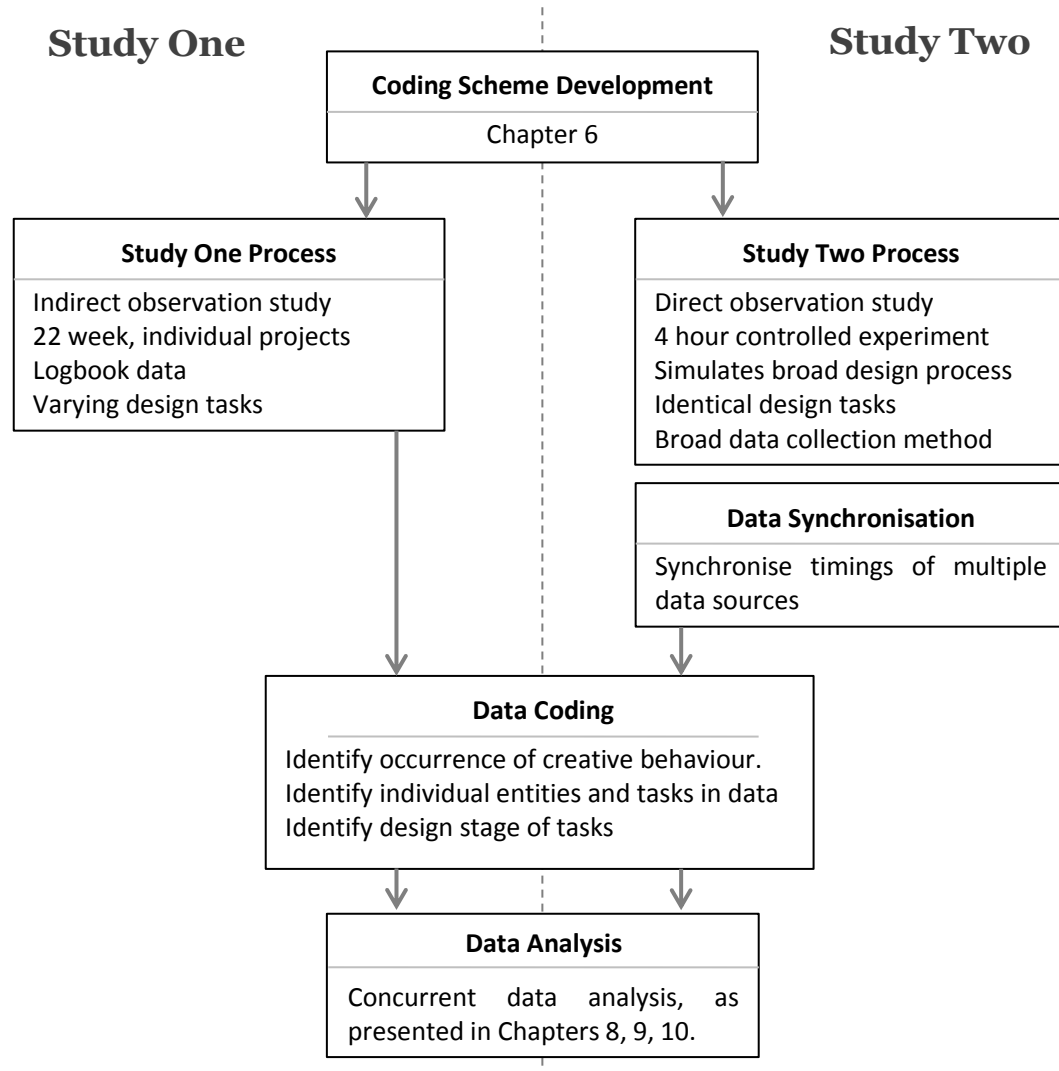 Study One
Study Two
Coding Scheme Development
Chapter 6
Study One Process
Indirect observation study
22 week, individual projects
Logbook data
Varying design tasks
Study Two Process
Direct observation study
4 hour controlled experiment
Simulates broad design process
Identical design tasks
Broad data collection method
Data Synchronisation
Synchronise timings of multiple
data sources
Data Coding
Identify occurrence of creative behaviour.
Identify individual entities and tasks in data
Identify design stage of tasks
Data Analysis
Concurrent data analysis, as
presented in Chapters 8, 9, 10.